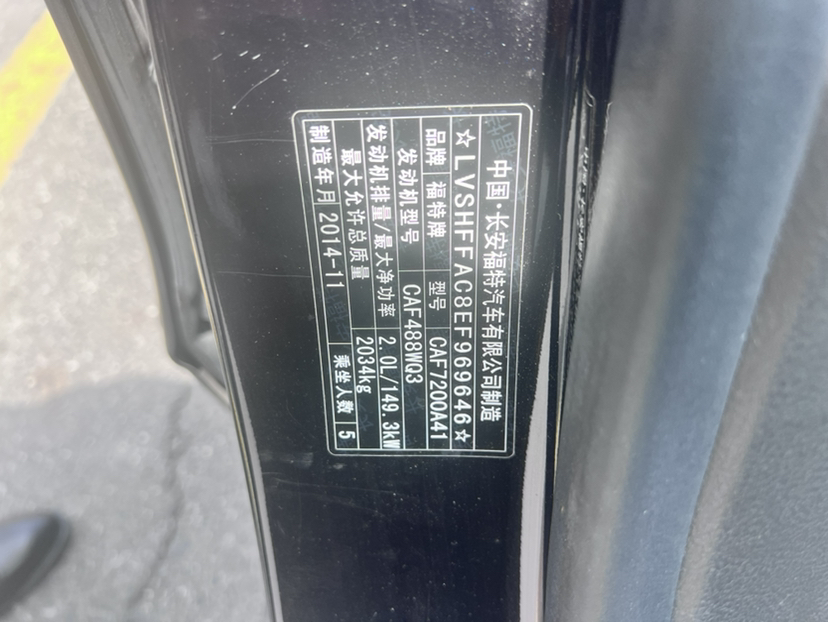 中国·长安福特汽车有限公司制造
☆LVSHFFAC8EF969646☆
品牌 福特牌 型号 CAF7200A41
发动机型号 CAF488WQ3
发动机排量/最大净功率 2.0L/149.3kW
最大允许总质量 2034kg
制造年月 2014-11 乘坐人数 5